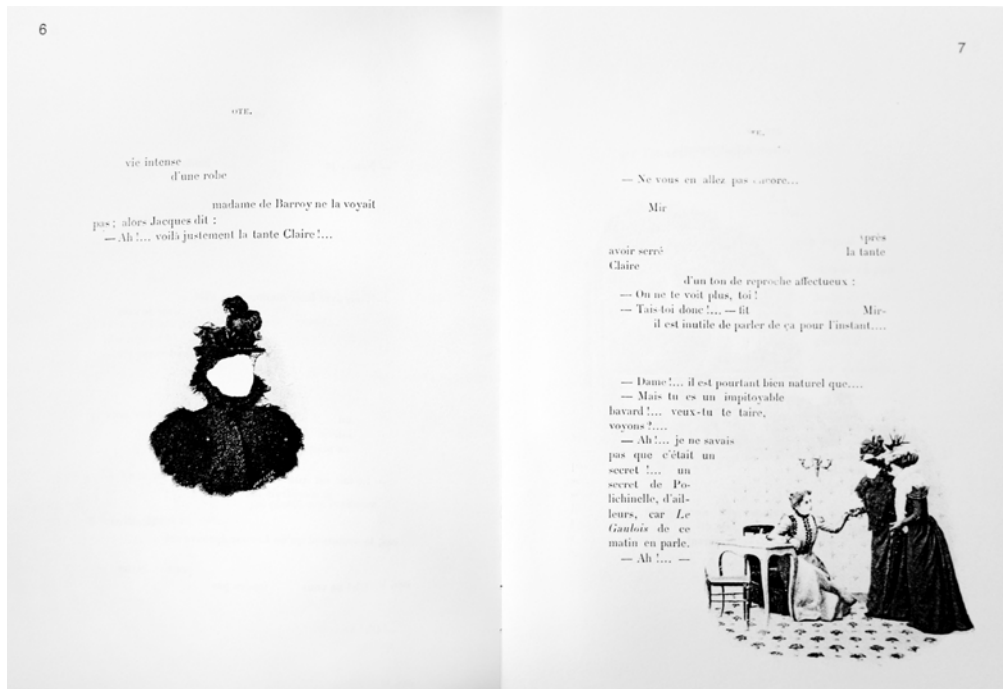 6
OTE.
vie intense
d'une robe
madame de Barroy ne la voyait
pas ; alors Jacques dit :
— Ah !... voilà justement la tante Claire !...
7
TE.
— Ne vous en allez pas encore...
Mir
après
avoir serré la tante
Claire
d'un ton de reproche affectueux :
— On ne te voit plus, toi !
— Tais-toi donc !... — fit Mir-
il est inutile de parler de ça pour l'instant....
— Dame !... il est pourtant bien naturel que....
— Mais tu es un impitoyable
bavard !... veux-tu te taire,
voyons ?....
— Ah !... je ne savais
pas que c'était un
secret !... un
secret de Po-
lichinelle, d'ail-
leurs, car Le
Gaulois de ce
matin en parle.
— Ah !... —